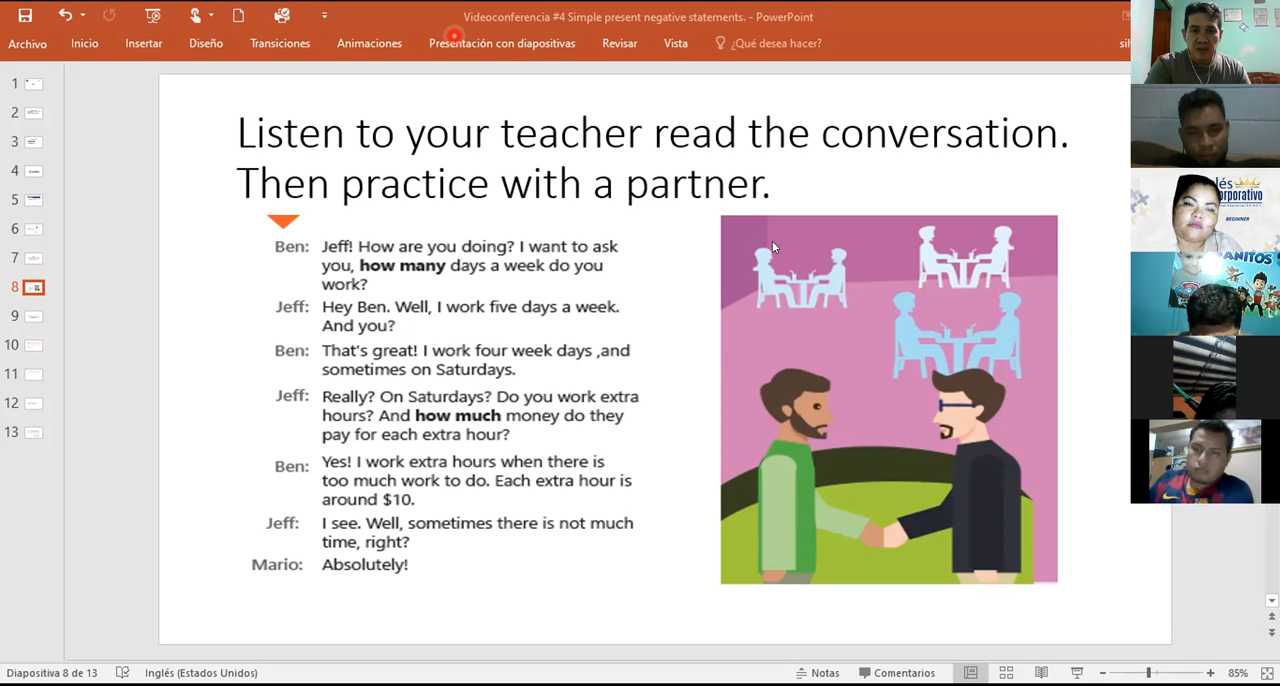 Videoconferencia #4 Simple present negative statements. - PowerPoint
Archivo Inicio Insertar Diseño Transiciones Animaciones Presentación con diapositivas Revisar Vista ¿Qué desea hacer?
1
2
3
4
5
6
7
8
9
10
11
12
13
Listen to your teacher read the conversation.
Then practice with a partner.
Ben: Jeff! How are you doing? I want to ask
you, how many days a week do you
work?
Jeff: Hey Ben. Well, I work five days a week.
And you?
Ben: That's great! I work four week days ,and
sometimes on Saturdays.
Jeff: Really? On Saturdays? Do you work extra
hours? And how much money do they
pay for each extra hour?
Ben: Yes! I work extra hours when there is
too much work to do. Each extra hour is
around $10.
Jeff: I see. Well, sometimes there is not much
time, right?
Mario: Absolutely!
BEGINNER
Diapositiva 8 de 13 Inglés (Estados Unidos) Notas Comentarios 85%